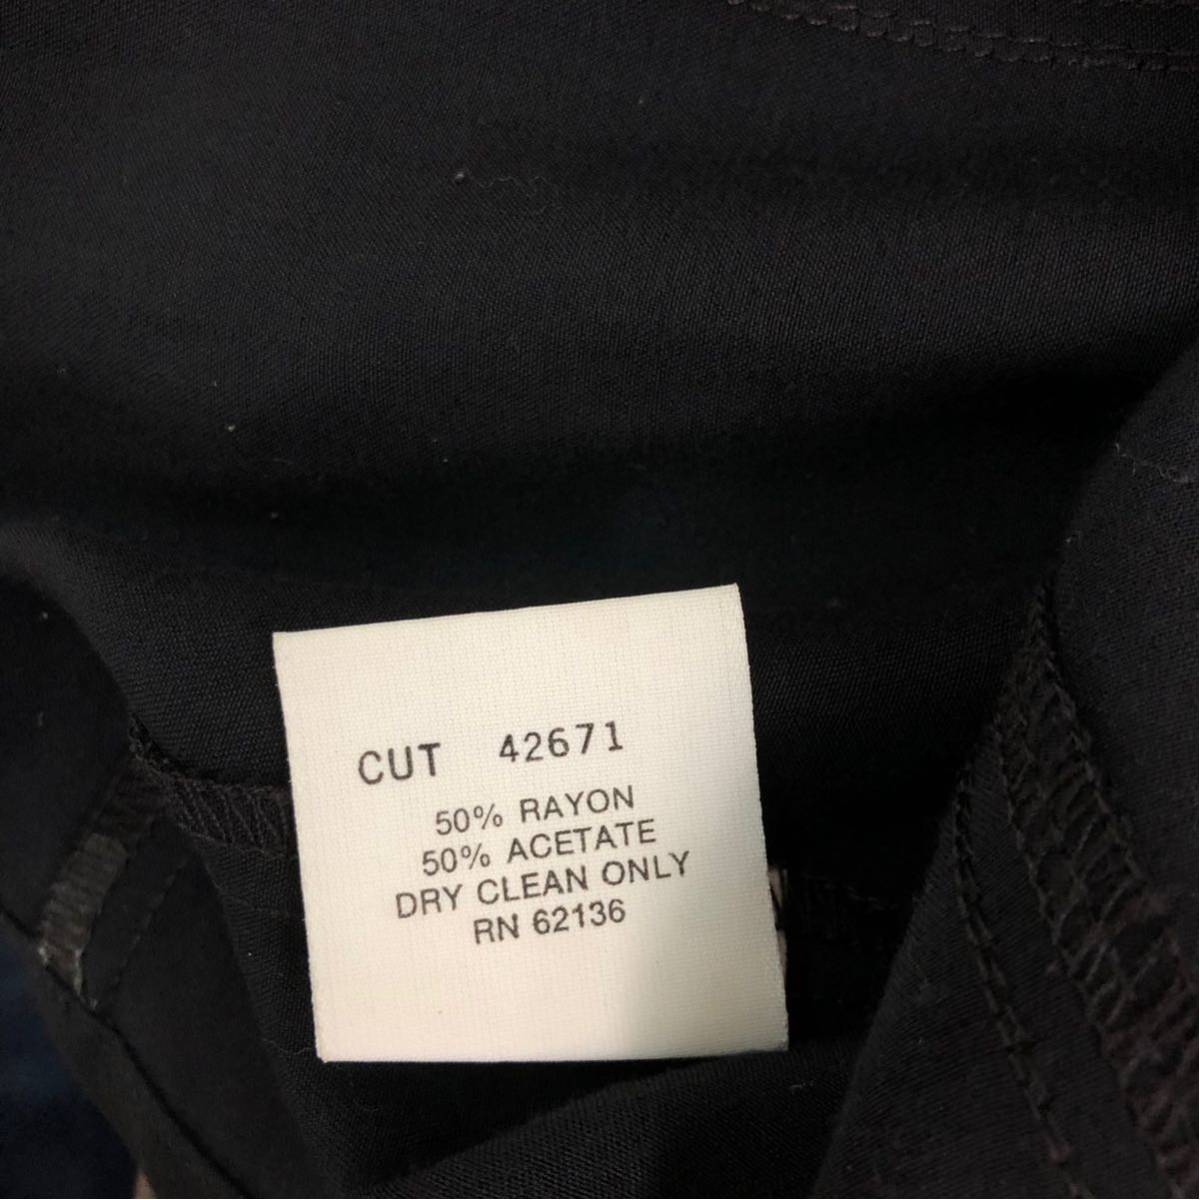 CUT 42671
50% RAYON
50% ACETATE
DRY CLEAN ONLY
RN 62136